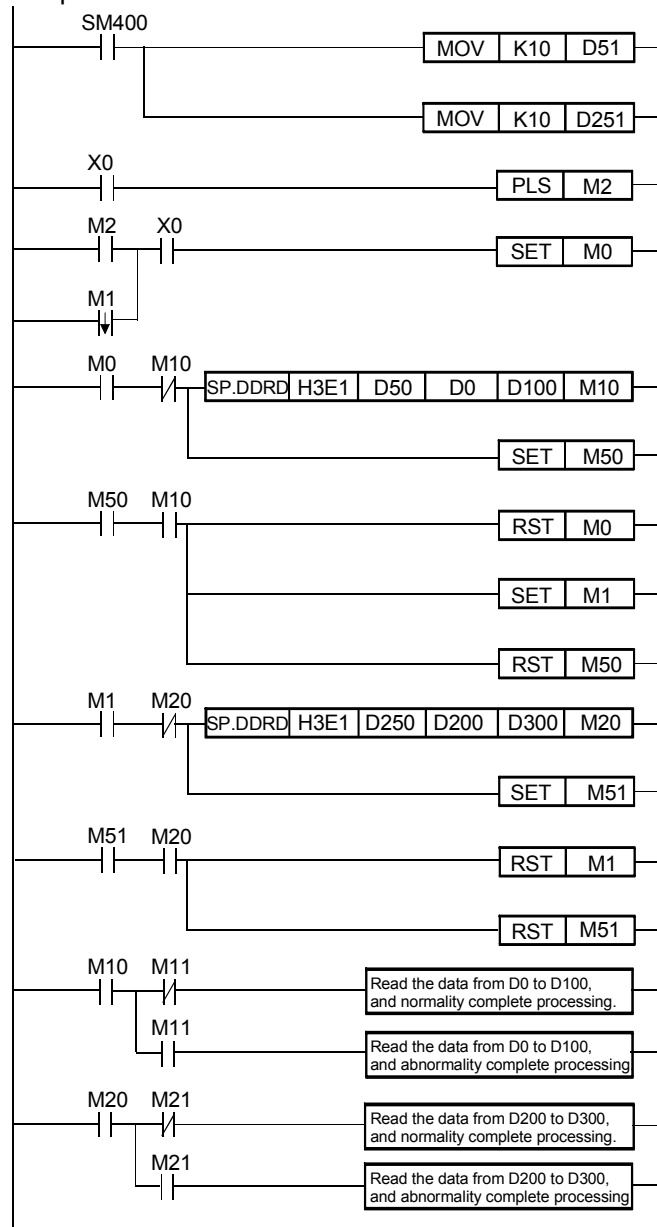 SM400
MOV K10 D51
MOV K10 D251
X0
PLS M2
M2 X0
SET M0
M1
M0 M10
SP.DDRD H3E1 D50 D0 D100 M10
SET M50
M50 M10
RST M0
SET M1
RST M50
M1 M20
SP.DDRD H3E1 D250 D200 D300 M20
SET M51
M51 M20
RST M1
RST M51
M10 M11
Read the data from D0 to D100,
and normality complete processing.
M11
Read the data from D0 to D100,
and abnormality complete processing
M20 M21
Read the data from D200 to D300,
and normality complete processing.
M21
Read the data from D200 to D300,
and abnormality complete processing